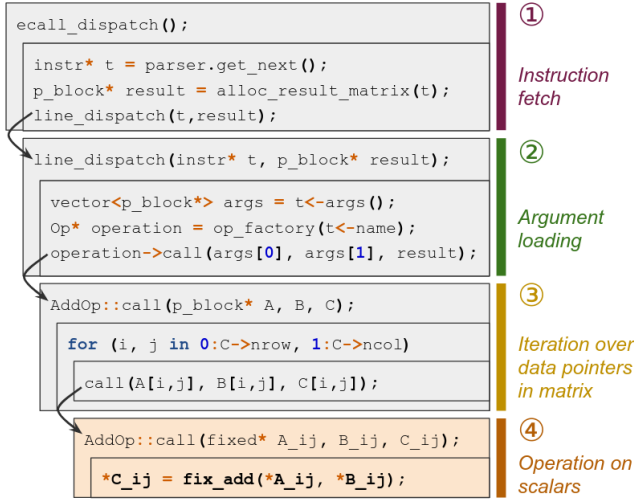 ecall_dispatch();
instr* t = parser.get_next();
p_block* result = alloc_result_matrix(t);
line_dispatch(t,result);
①
Instruction
fetch
line_dispatch(instr* t, p_block* result);
vector<p_block*> args = t<-args();
Op* operation = op_factory(t<-name);
operation->call(args[0], args[1], result);
②
Argument
loading
AddOp::call(p_block* A, B, C);
for (i, j in 0:C->nrow, 1:C->ncol)
call(A[i,j], B[i,j], C[i,j]);
③
Iteration over
data pointers
in matrix
AddOp::call(fixed* A_ij, B_ij, C_ij);
*C_ij = fix_add(*A_ij, *B_ij);
④
Operation on
scalars